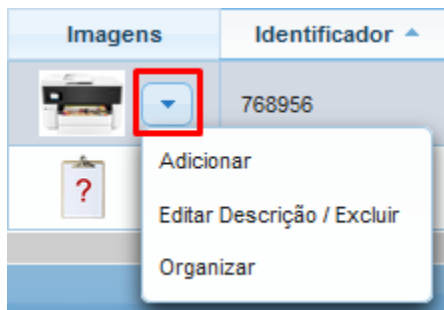 Imagens Identificador
768956
?
Adicionar
Editar Descrição / Excluir
Organizar